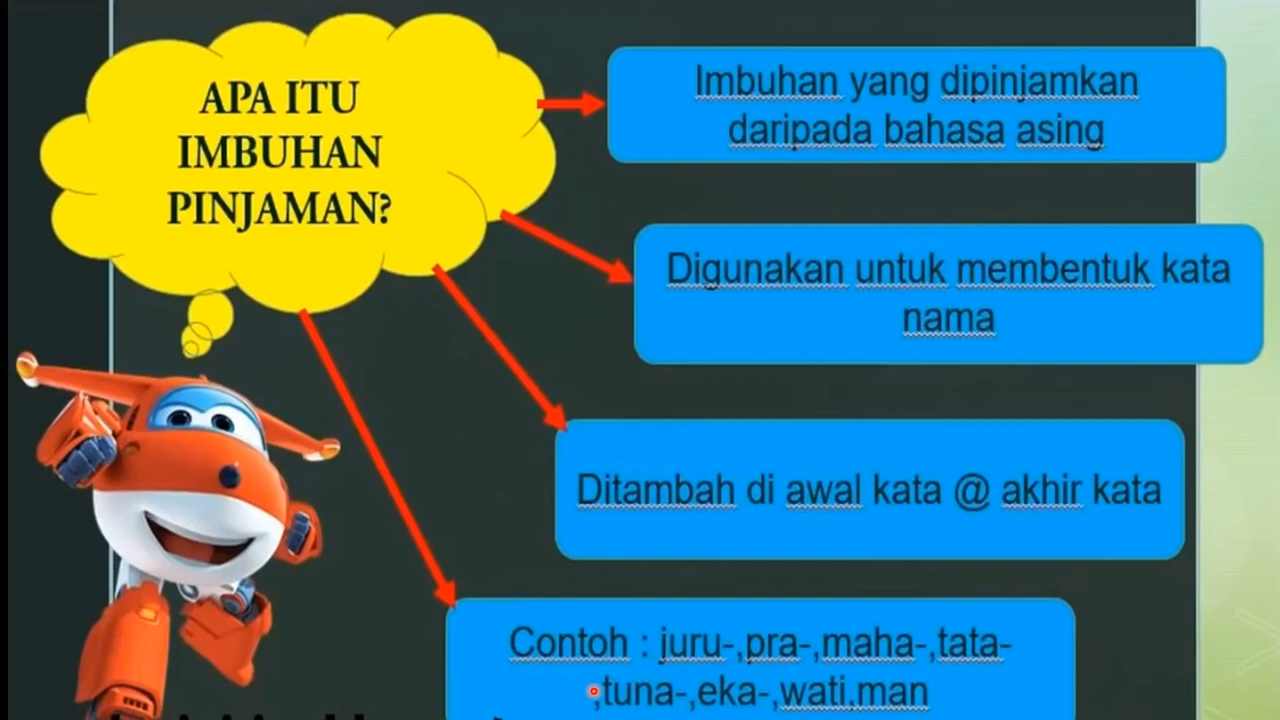 APA ITU
IMBUHAN
PINJAMAN?
Imbuhan yang dipinjamkan
daripada bahasa asing
Digunakan untuk membentuk kata
nama
Ditambah di awal kata @ akhir kata
Contoh : juru-,pra-,maha-,tata-
,tuna-,eka-,wati,man